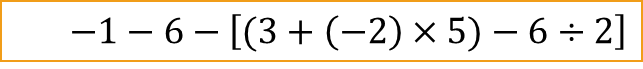 −1 − 6 − [(3 + (−2) × 5) − 6 ÷ 2]